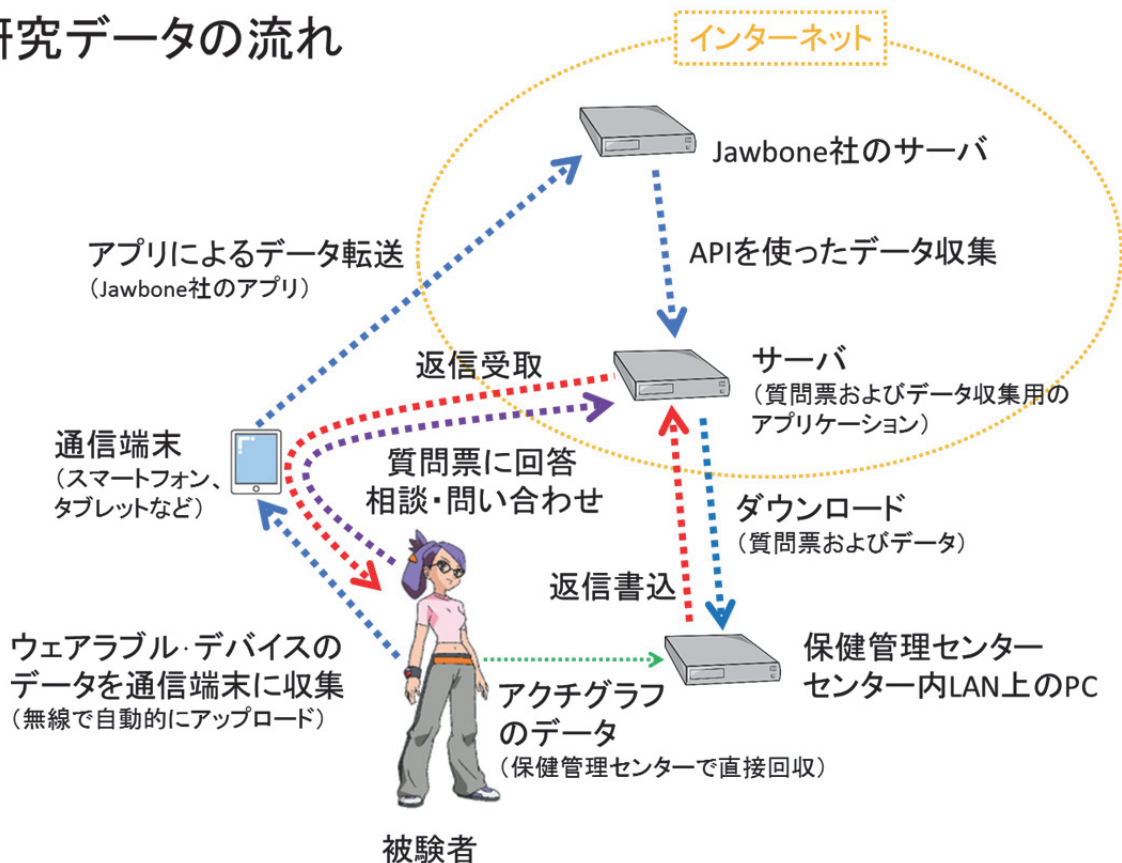 研究データの流れ
インターネット
Jawbone社のサーバ
アプリによるデータ転送
（Jawbone社のアプリ）
APIを使ったデータ収集
返信受取
サーバ
（質問票およびデータ収集用の
アプリケーション）
通信端末
（スマートフォン、
タブレットなど）
質問票に回答
相談・問い合わせ
ダウンロード
（質問票およびデータ）
返信書込
ウェアラブル・デバイスの
データを通信端末に収集
（無線で自動的にアップロード）
保健管理センター
センター内LAN上のPC
アクチグラフ
のデータ
（保健管理センターで直接回収）
被験者